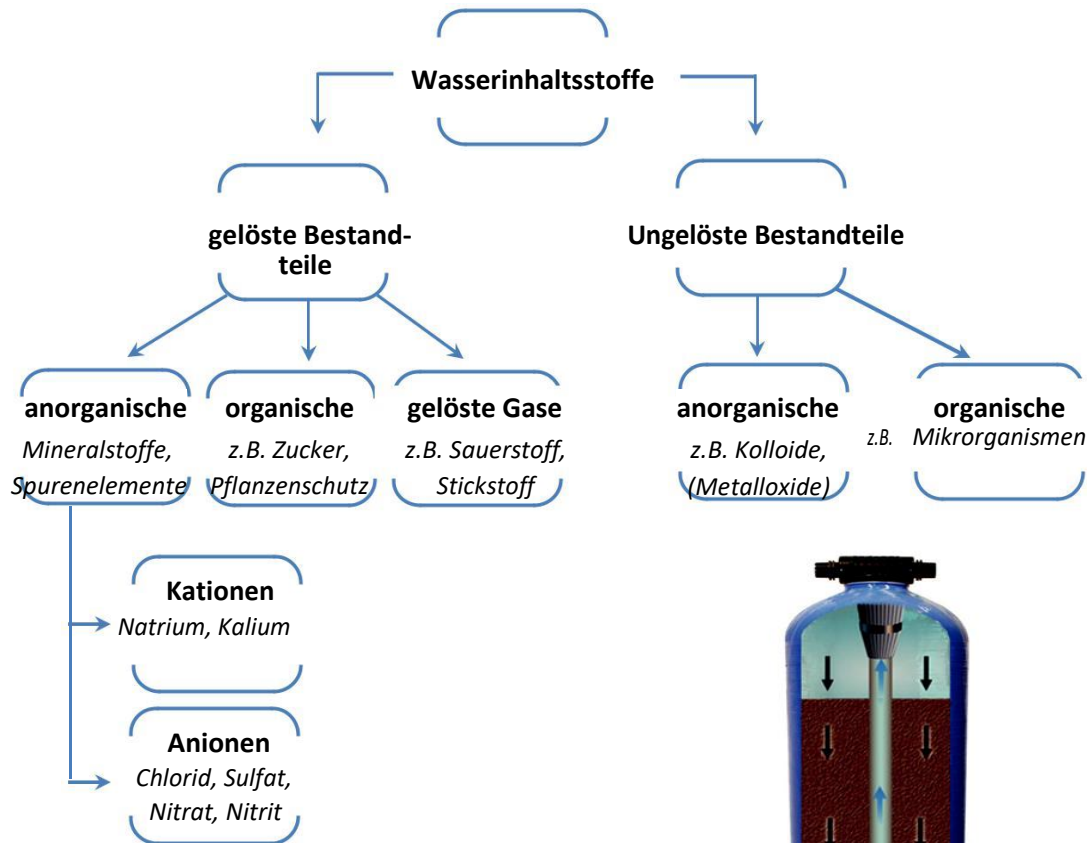 Wasserinhaltsstoffe
gelöste Bestand-
teile
Ungelöste Bestandteile
anorganische
Mineralstoffe,
Spurenelemente
organische
z.B. Zucker,
Pflanzenschutz
gelöste Gase
z.B. Sauerstoff,
Stickstoff
anorganische
z.B. Kolloide,
(Metalloxide)
organische
z.B. Mikrorganismen
Kationen
Natrium, Kalium
Anionen
Chlorid, Sulfat,
Nitrat, Nitrit